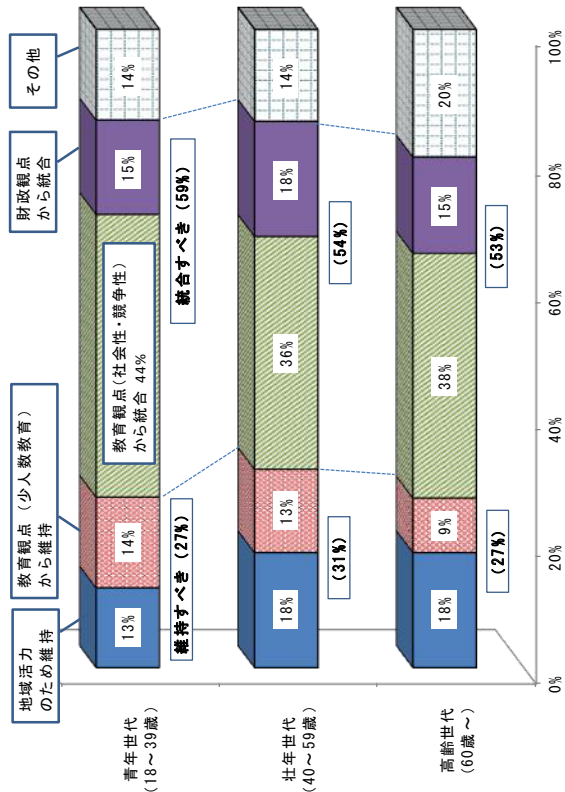 地域活力
のため維持
教育観点（少人数教育）
から維持
財政観点
から統合
その他
青年世代
(18～39歳)
13%
14%
教育観点(社会性・競争性)
から統合 44%
15%
14%
維持すべき (27%)
統合すべき (59%)
壮年世代
(40～59歳)
18%
13%
36%
18%
14%
(31%)
(54%)
高齢世代
(60歳～)
18%
9%
38%
15%
20%
(27%)
(53%)
0%
20%
40%
60%
80%
100%